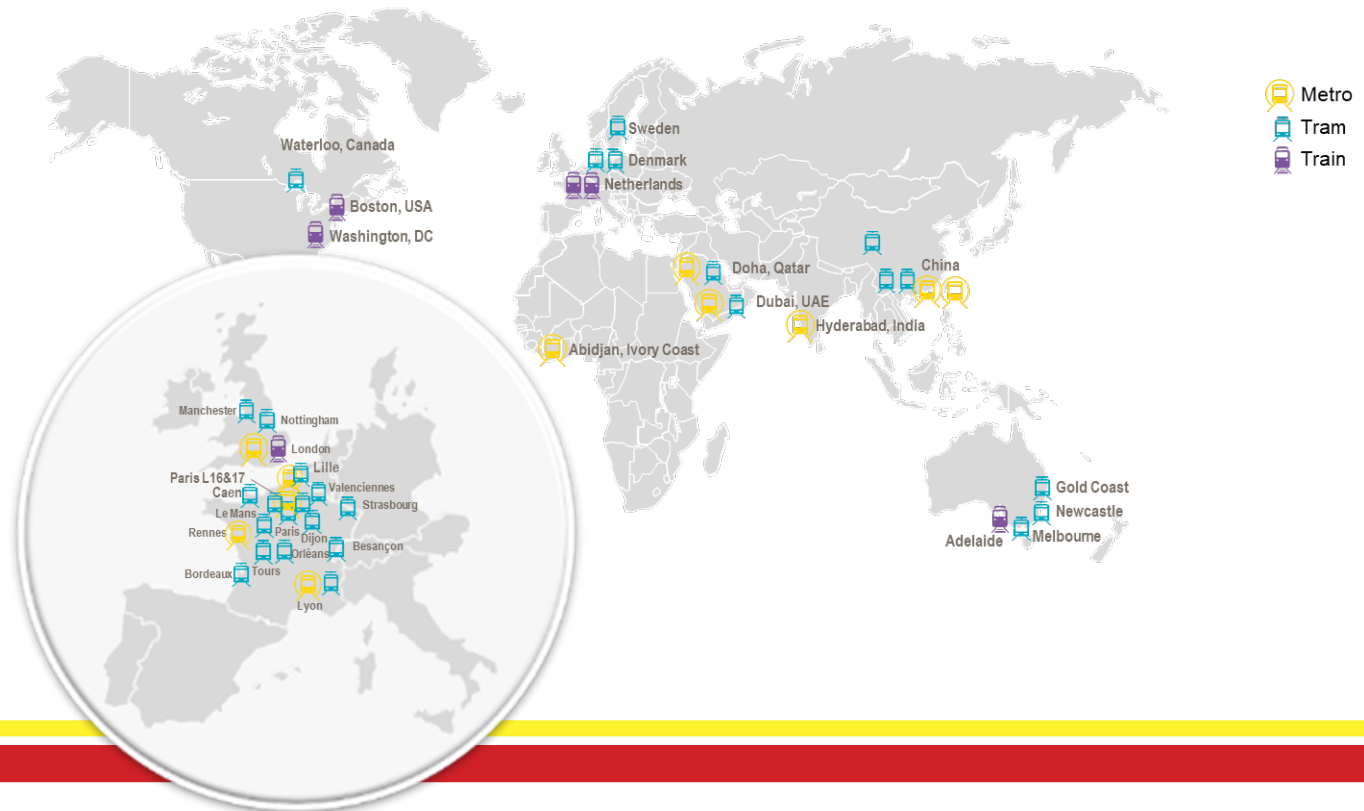 Metro
Tram
Train
Waterloo, Canada
Boston, USA
Washington, DC
Sweden
Denmark
Netherlands
Doha, Qatar
Dubai, UAE
China
Hyderabad, India
Abidjan, Ivory Coast
Gold Coast
Newcastle
Adelaide
Melbourne
Manchester
Nottingham
London
Lille
Paris L16&17
Caen
Valenciennes
Strasbourg
Le Mans
Paris
Rennes
Dijon
Orléans
Besançon
Bordeaux
Tours
Lyon